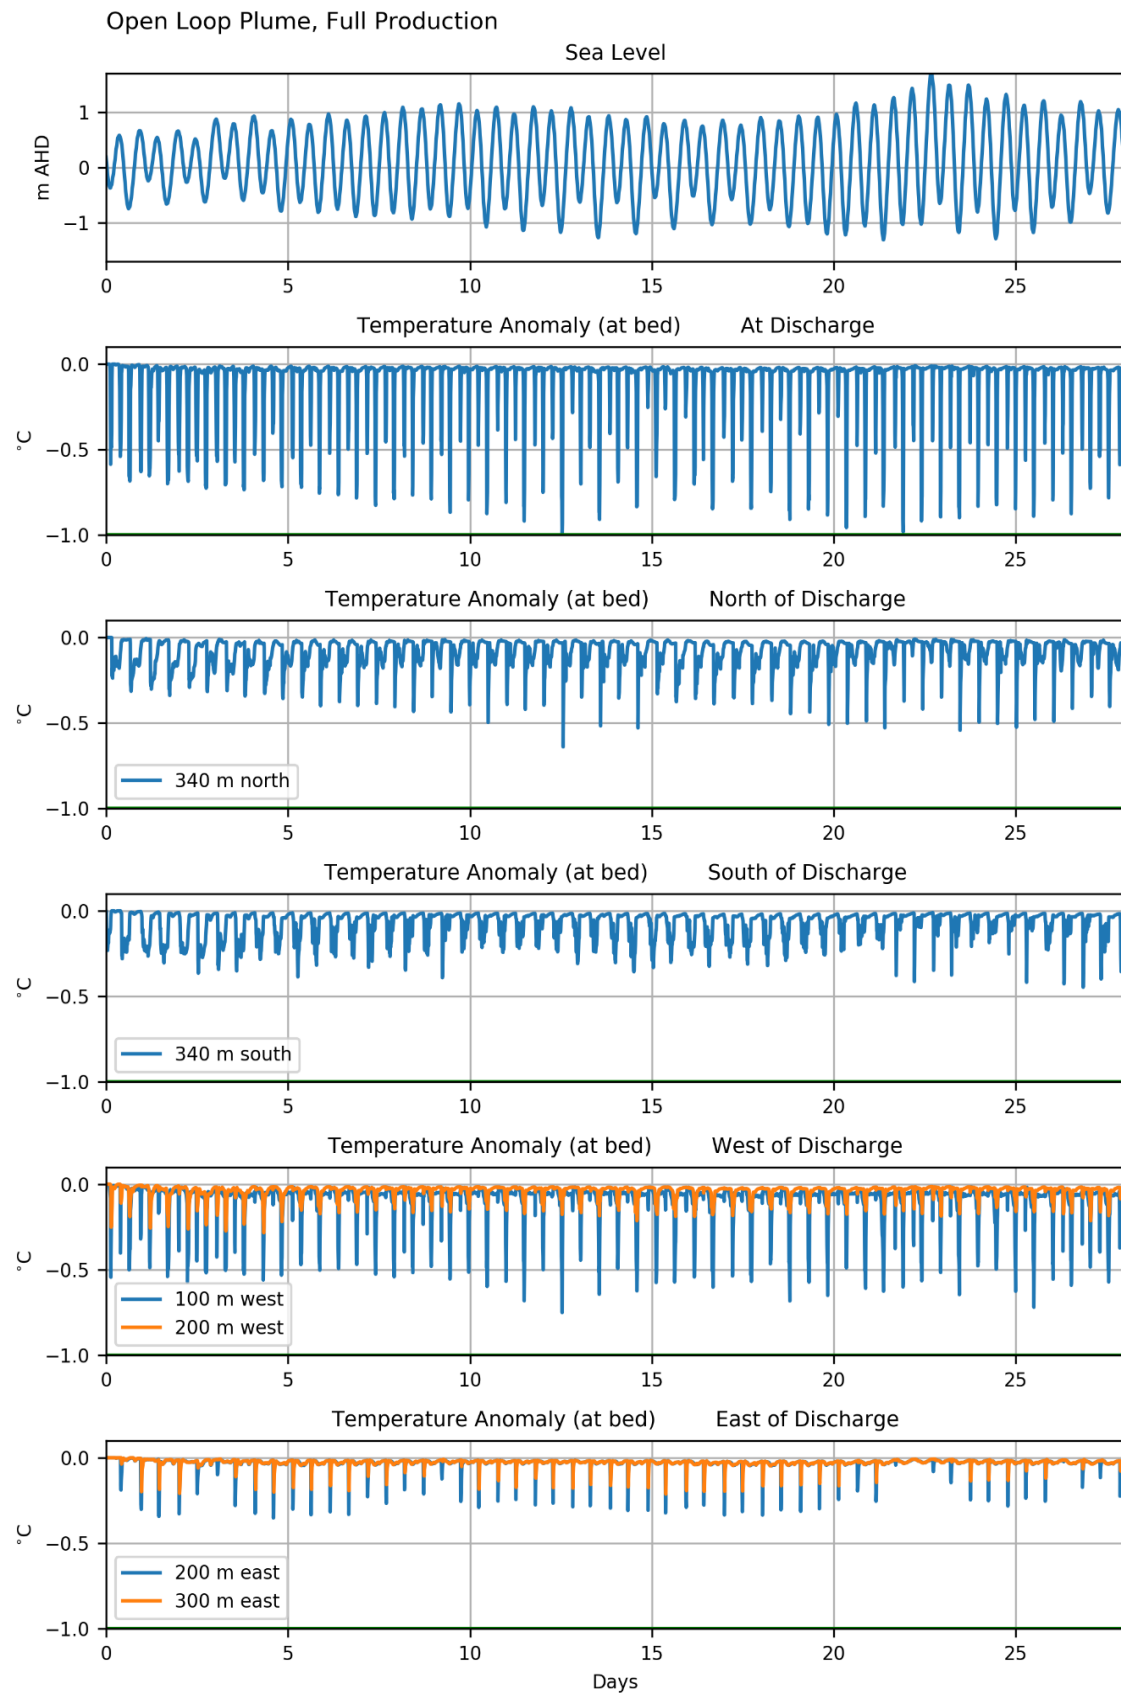 Open Loop Plume, Full Production
Sea Level
m AHD
1
0
−1
0 5 10 15 20 25
Temperature Anomaly (at bed) At Discharge
°C
0.0
−0.5
−1.0
0 5 10 15 20 25
Temperature Anomaly (at bed) North of Discharge
°C
0.0
−0.5
−1.0
340 m north
0 5 10 15 20 25
Temperature Anomaly (at bed) South of Discharge
°C
0.0
−0.5
−1.0
340 m south
0 5 10 15 20 25
Temperature Anomaly (at bed) West of Discharge
°C
0.0
−0.5
−1.0
100 m west
200 m west
0 5 10 15 20 25
Temperature Anomaly (at bed) East of Discharge
°C
0.0
−0.5
−1.0
200 m east
300 m east
0 5 10 15 20 25
Days